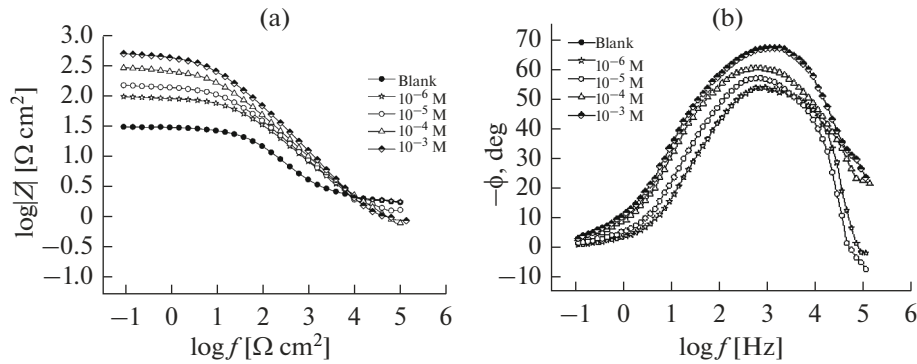 (a)
3.0
2.5
2.0
1.5
1.0
0.5
0
−0.5
−1.0
log|Z| [Ω cm²]
Blank
10⁻⁶ M
10⁻⁵ M
10⁻⁴ M
10⁻³ M
−1 0 1 2 3 4 5 6
log f [Ω cm²]
(b)
70
60
50
40
30
20
10
0
−10
−ϕ, deg
Blank
10⁻⁶ M
10⁻⁵ M
10⁻⁴ M
10⁻³ M
−1 0 1 2 3 4 5 6
log f [Hz]